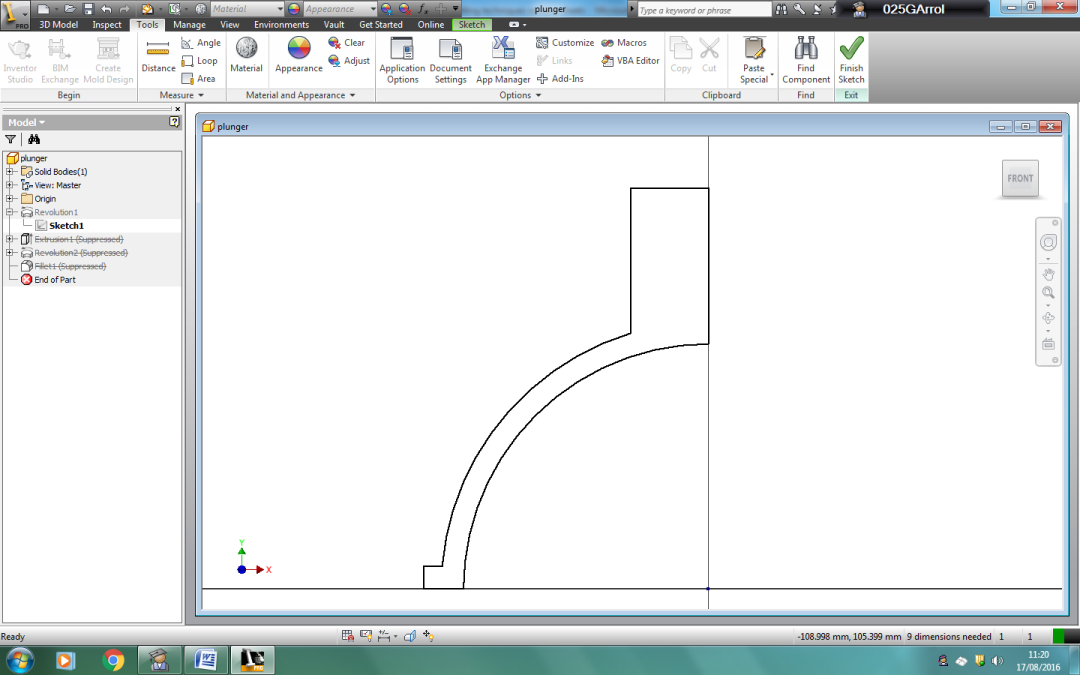 Material
Appearance
plunger
Type a keyword or phrase
025GArrol
PRO
3D Model Inspect Tools Manage View Environments Vault Get Started Online Sketch
Inventor Studio
BIM Exchange
Create Mold Design
Begin
Distance
Angle
Loop
Area
Measure
Material
Appearance
Clear
Adjust
Material and Appearance
Application Options
Document Settings
Exchange App Manager
Customize
Links
Add-Ins
Macros
VBA Editor
Options
Copy
Cut
Paste Special
Clipboard
Find Component
Find
Finish Sketch
Exit
Model
plunger
Solid Bodies(1)
View: Master
Origin
Revolution1
Sketch1
Extrusion1 (Suppressed)
Revolution2 (Suppressed)
Fillet1 (Suppressed)
End of Part
plunger
FRONT
Y
X
Ready
-108.998 mm, 105.399 mm 9 dimensions needed 1 1
11:20
17/08/2016